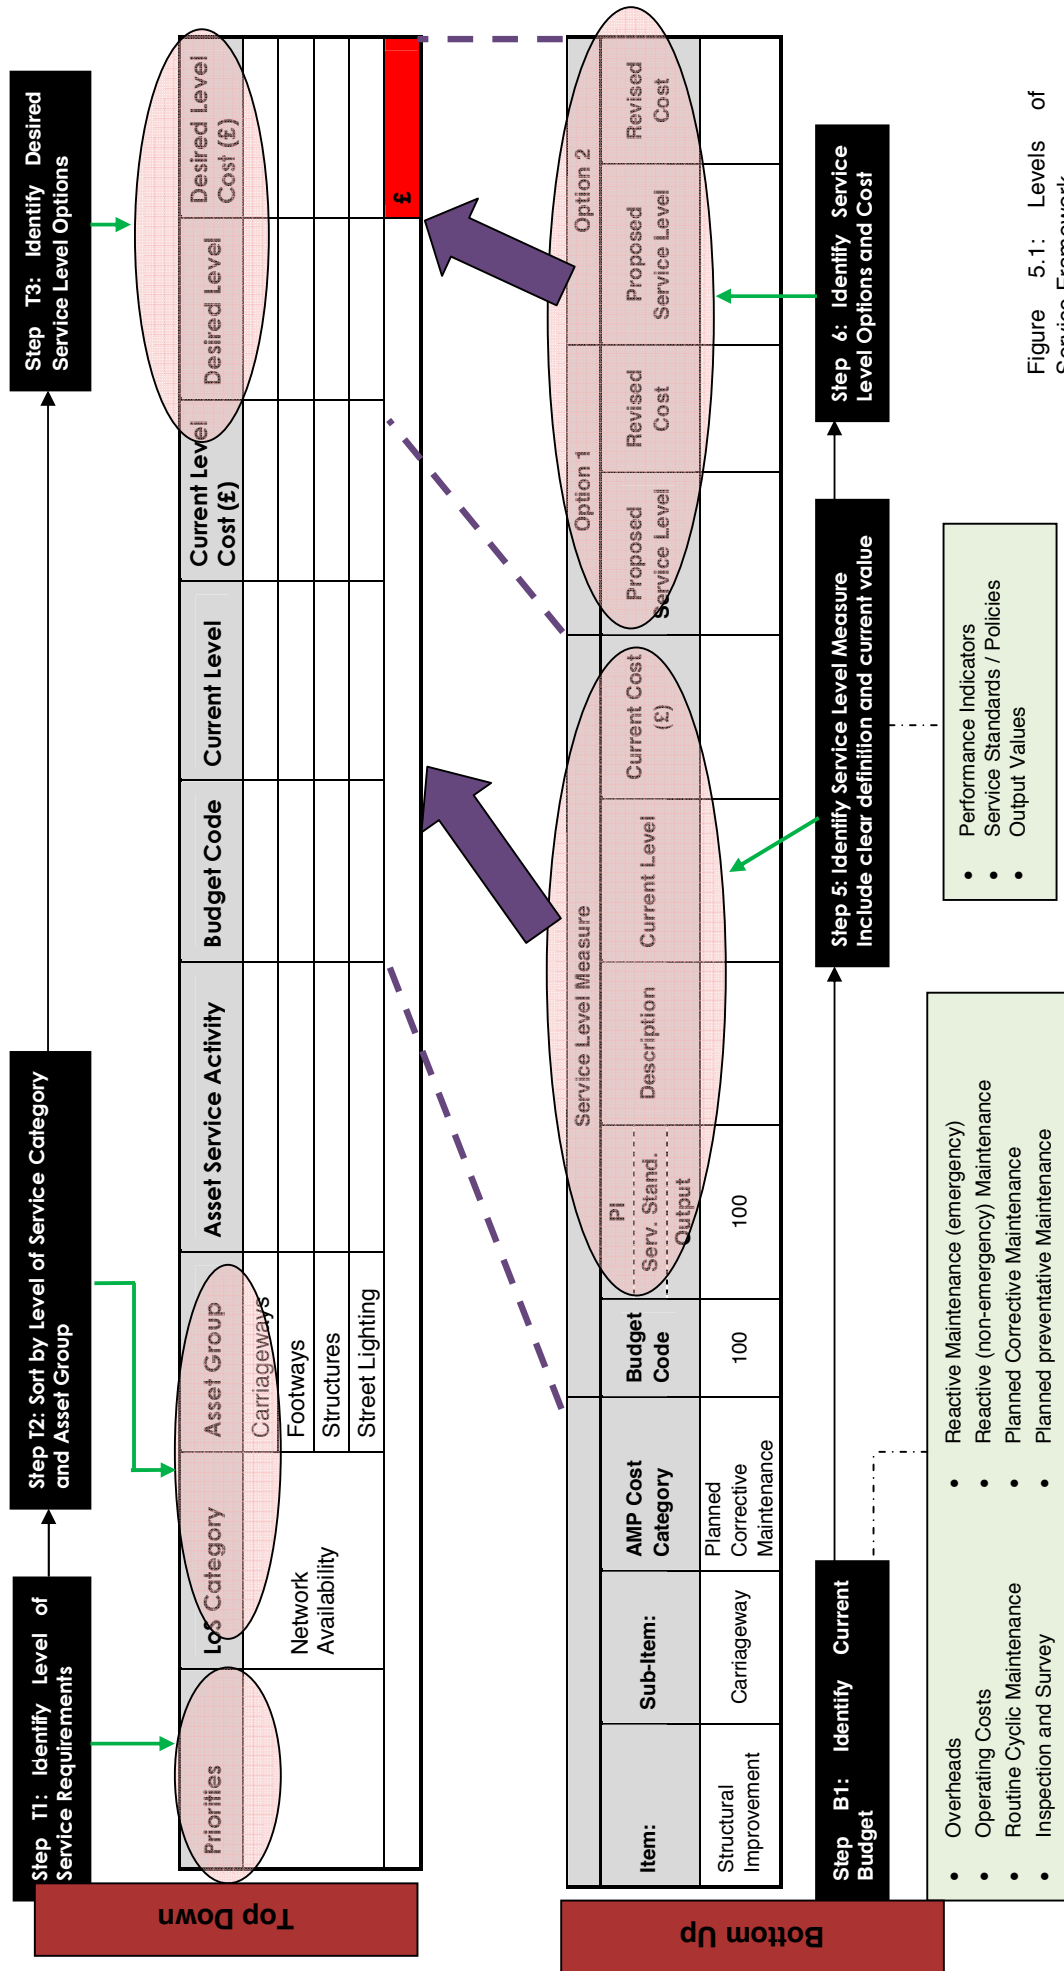 Top Down
Step T1: Identify Level of
Service Requirements
Step T2: Sort by Level of Service Category
and Asset Group
Step T3: Identify Desired
Service Level Options
Priorities
LoS Category
Asset Group
Asset Service Activity
Budget Code
Current Level
Current Level
Cost (£)
Desired Level
Desired Level
Cost (£)
Network
Availability
Carriageways
Footways
Structures
Street Lighting
£
Bottom Up
Service Level Measure
Option 1
Option 2
Item:
Sub-Item:
AMP Cost
Category
Budget
Code
PI
Serv. Stand.
Output
Description
Current Level
Current Cost
(£)
Proposed
Service Level
Revised
Cost
Proposed
Service Level
Revised
Cost
Structural
Improvement
Carriageway
Planned
Corrective
Maintenance
100
100
Step B1: Identify Current
Budget
Step 5: Identify Service Level Measure
Include clear definition and current value
Step 6: Identify Service
Level Options and Cost
• Overheads
• Operating Costs
• Routine Cyclic Maintenance
• Inspection and Survey
• Reactive Maintenance (emergency)
• Reactive (non-emergency) Maintenance
• Planned Corrective Maintenance
• Planned preventative Maintenance
• Performance Indicators
• Service Standards / Policies
• Output Values
Figure 5.1: Levels of
Service Framework